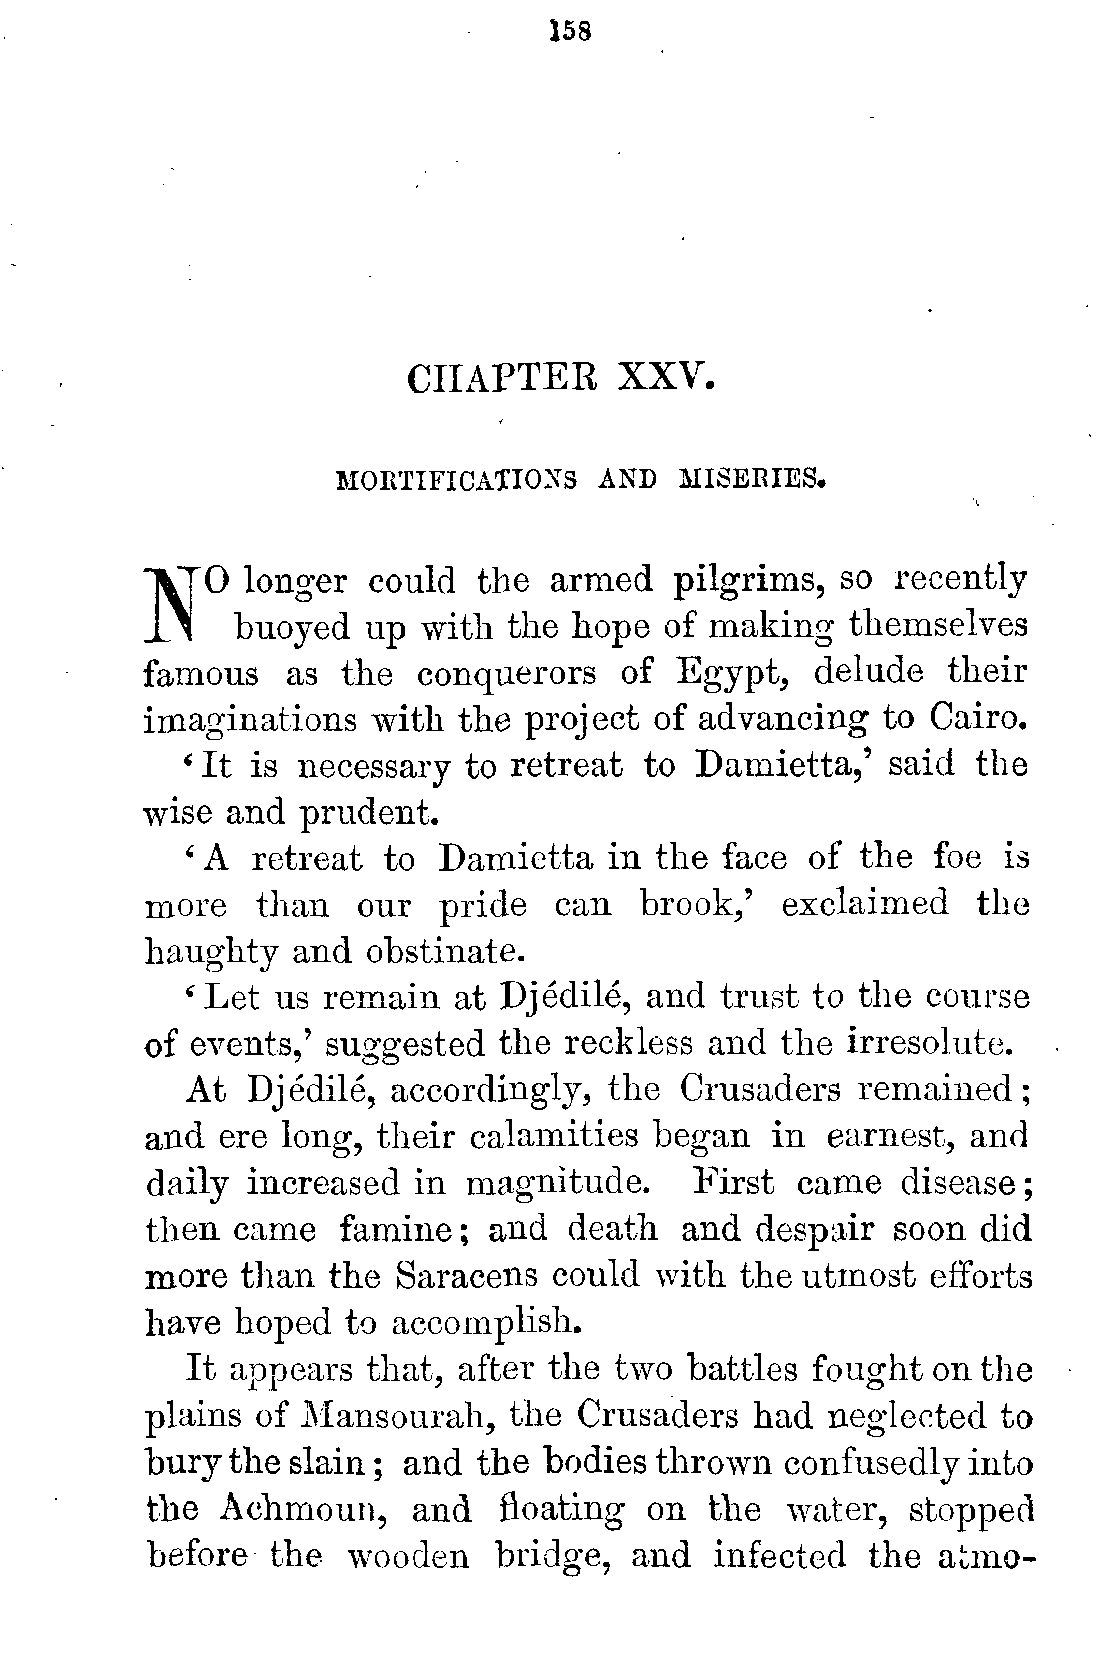 158
CHAPTER XXV.
MORTIFICATIONS AND MISERIES.
NO longer could the armed pilgrims, so recently
buoyed up with the hope of making themselves
famous as the conquerors of Egypt, delude their
imaginations with the project of advancing to Cairo.
‘It is necessary to retreat to Damietta,’ said the
wise and prudent.
‘A retreat to Damietta in the face of the foe is
more than our pride can brook,’ exclaimed the
haughty and obstinate.
‘Let us remain at Djédilé, and trust to the course
of events,’ suggested the reckless and the irresolute.
At Djédilé, accordingly, the Crusaders remained;
and ere long, their calamities began in earnest, and
daily increased in magnitude. First came disease;
then came famine; and death and despair soon did
more than the Saracens could with the utmost efforts
have hoped to accomplish.
It appears that, after the two battles fought on the
plains of Mansourah, the Crusaders had neglected to
bury the slain; and the bodies thrown confusedly into
the Achmoun, and floating on the water, stopped
before the wooden bridge, and infected the atmo-